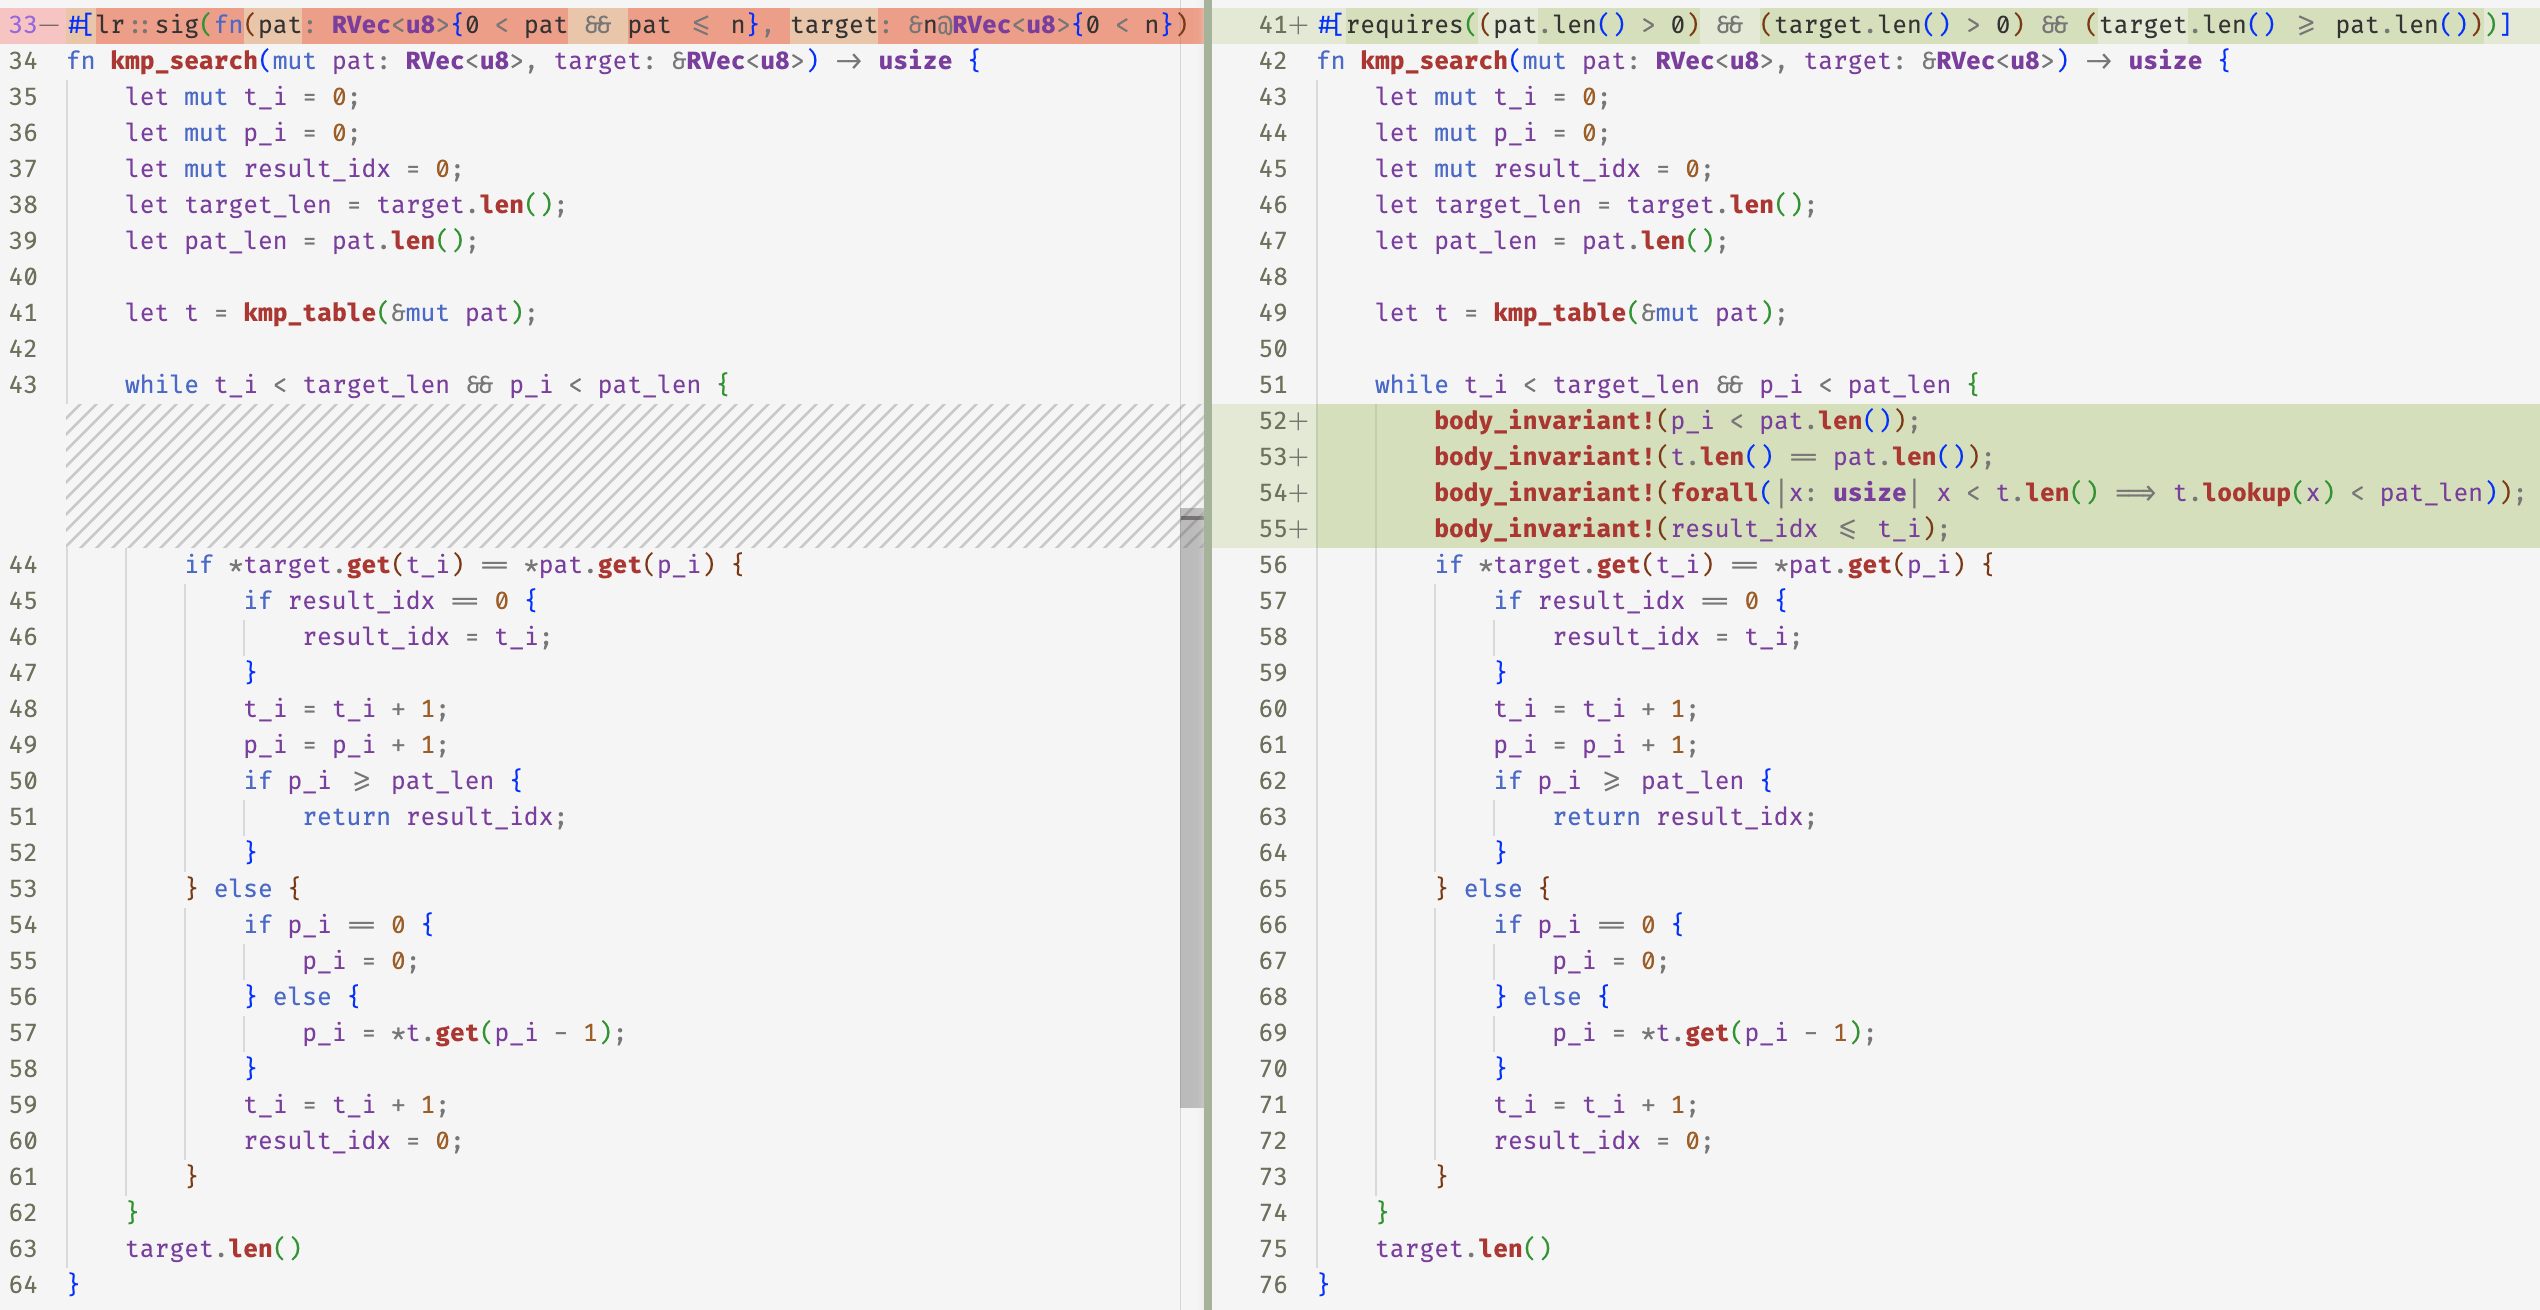 33− #[lr::sig(fn(pat: RVec<u8>{0 < pat && pat <= n}, target: &n@RVec<u8>{0 < n})
34 fn kmp_search(mut pat: RVec<u8>, target: &RVec<u8>) -> usize {
35     let mut t_i = 0;
36     let mut p_i = 0;
37     let mut result_idx = 0;
38     let target_len = target.len();
39     let pat_len = pat.len();
40
41     let t = kmp_table(&mut pat);
42
43     while t_i < target_len && p_i < pat_len {
44         if *target.get(t_i) == *pat.get(p_i) {
45             if result_idx == 0 {
46                 result_idx = t_i;
47             }
48             t_i = t_i + 1;
49             p_i = p_i + 1;
50             if p_i >= pat_len {
51                 return result_idx;
52             }
53         } else {
54             if p_i == 0 {
55                 p_i = 0;
56             } else {
57                 p_i = *t.get(p_i - 1);
58             }
59             t_i = t_i + 1;
60             result_idx = 0;
61         }
62     }
63     target.len()
64 }
41+ #[requires((pat.len() > 0) && (target.len() > 0) && (target.len() >= pat.len()))]
42 fn kmp_search(mut pat: RVec<u8>, target: &RVec<u8>) -> usize {
43     let mut t_i = 0;
44     let mut p_i = 0;
45     let mut result_idx = 0;
46     let target_len = target.len();
47     let pat_len = pat.len();
48
49     let t = kmp_table(&mut pat);
50
51     while t_i < target_len && p_i < pat_len {
52+         body_invariant!(p_i < pat.len());
53+         body_invariant!(t.len() == pat.len());
54+         body_invariant!(forall(|x: usize| x < t.len() ==> t.lookup(x) < pat_len));
55+         body_invariant!(result_idx <= t_i);
56         if *target.get(t_i) == *pat.get(p_i) {
57             if result_idx == 0 {
58                 result_idx = t_i;
59             }
60             t_i = t_i + 1;
61             p_i = p_i + 1;
62             if p_i >= pat_len {
63                 return result_idx;
64             }
65         } else {
66             if p_i == 0 {
67                 p_i = 0;
68             } else {
69                 p_i = *t.get(p_i - 1);
70             }
71             t_i = t_i + 1;
72             result_idx = 0;
73         }
74     }
75     target.len()
76 }